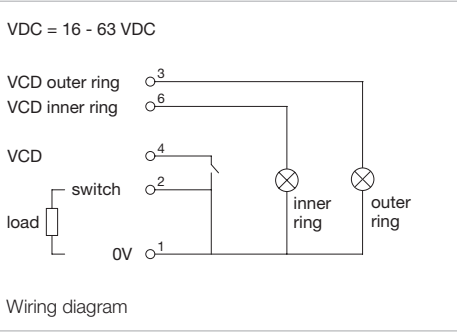 VDC = 16 - 63 VDC
VCD outer ring 3
VCD inner ring 6
VCD 4
switch 2
load
0V 1
inner ring
outer ring
Wiring diagram